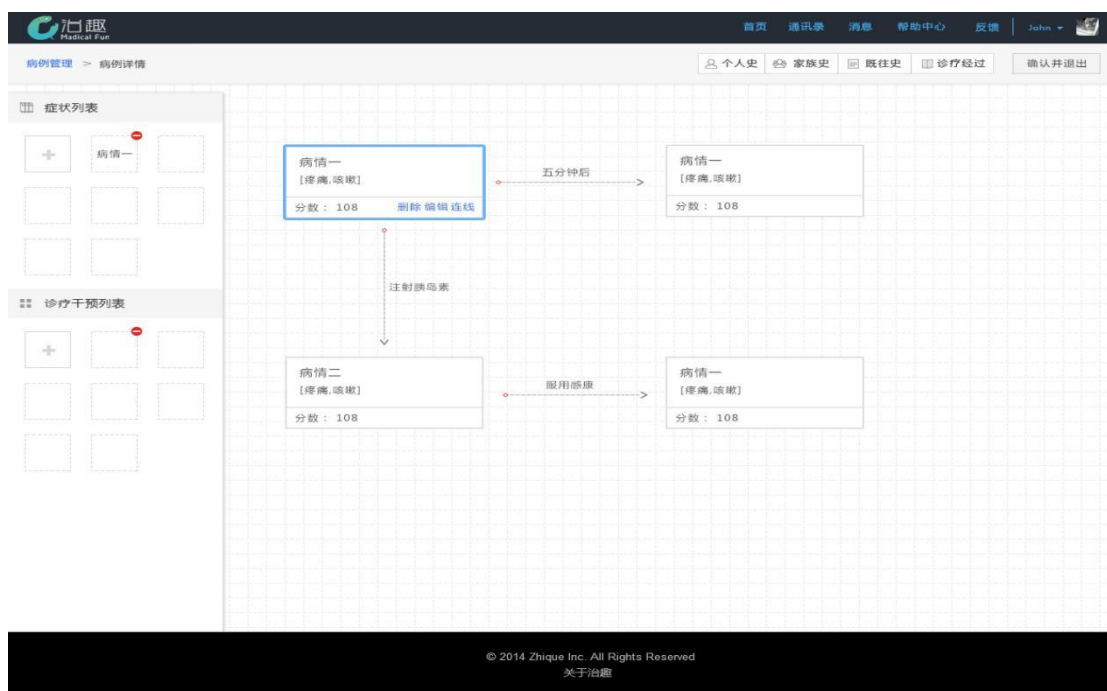 治趣
Madical Fun
首页 通讯录 消息 帮助中心 反馈 John
病例管理 > 病例详情
个人史 家族史 既往史 诊疗经过 确认并退出
症状列表
病情一
诊疗干预列表
病情一
[疼痛,咳嗽]
分数: 108 删除 编辑 连线
五分钟后
病情一
[疼痛,咳嗽]
分数: 108
注射胰岛素
病情二
[疼痛,咳嗽]
分数: 108
服用感康
病情一
[疼痛,咳嗽]
分数: 108
© 2014 Zhique Inc. All Rights Reserved
关于治趣